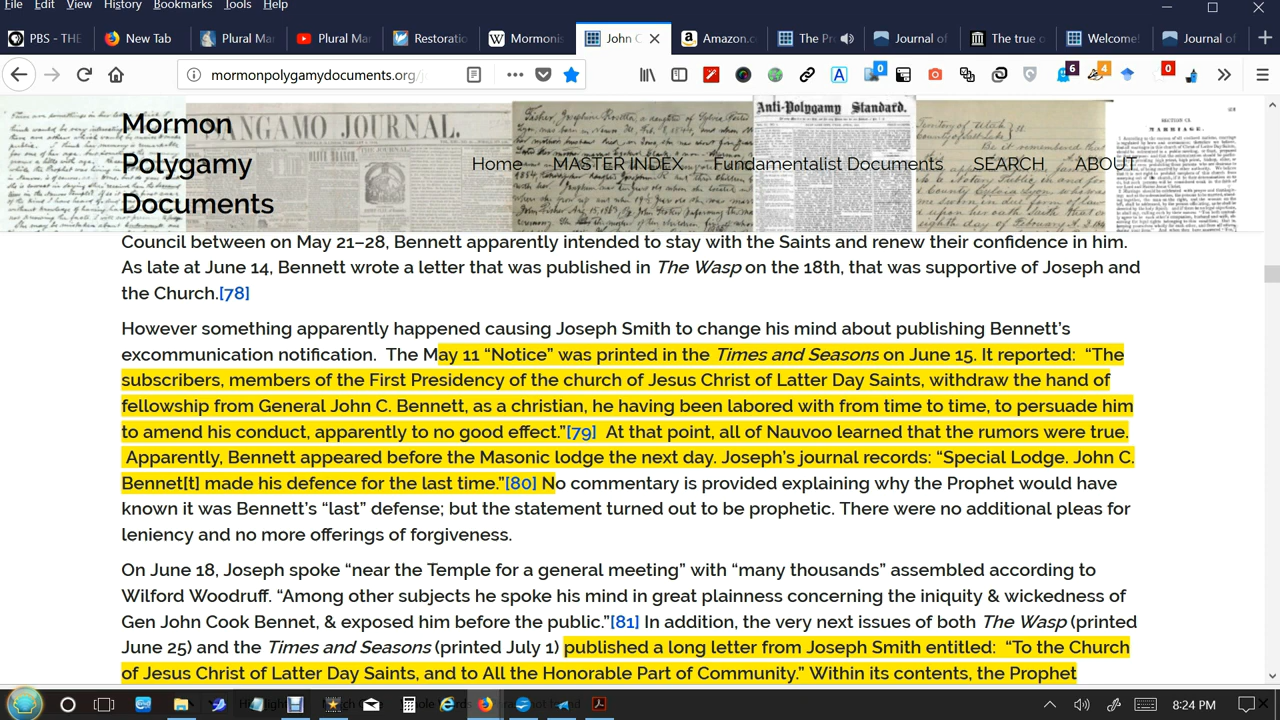 File Edit View History Bookmarks Tools Help
PBS - THE
New Tab
Plural Mar
Plural Mar
Restoratio
Mormonis
John C
Amazon.c
The Pr
Journal of
The true o
Welcome!
Journal of
mormonpolygamydocuments.org/j
0
6
4
0
Mormon
Polygamy
Documents
NGAMO JOURNAL.
Anti-Polygamy Standard.
MARRIAGE.
Home MASTER INDEX Fundamentalist Documents SEARCH ABOUT
Council between on May 21–28, Bennett apparently intended to stay with the Saints and renew their confidence in him.
As late at June 14, Bennett wrote a letter that was published in The Wasp on the 18th, that was supportive of Joseph and
the Church.[78]
However something apparently happened causing Joseph Smith to change his mind about publishing Bennett’s
excommunication notification. The May 11 “Notice” was printed in the Times and Seasons on June 15. It reported: “The
subscribers, members of the First Presidency of the church of Jesus Christ of Latter Day Saints, withdraw the hand of
fellowship from General John C. Bennett, as a christian, he having been labored with from time to time, to persuade him
to amend his conduct, apparently to no good effect.”[79] At that point, all of Nauvoo learned that the rumors were true.
Apparently, Bennett appeared before the Masonic lodge the next day. Joseph’s journal records: “Special Lodge. John C.
Bennet[t] made his defence for the last time.”[80] No commentary is provided explaining why the Prophet would have
known it was Bennett’s “last” defense; but the statement turned out to be prophetic. There were no additional pleas for
leniency and no more offerings of forgiveness.
On June 18, Joseph spoke “near the Temple for a general meeting” with “many thousands” assembled according to
Wilford Woodruff. “Among other subjects he spoke his mind in great plainness concerning the iniquity & wickedness of
Gen John Cook Bennet, & exposed him before the public.”[81] In addition, the very next issues of both The Wasp (printed
June 25) and the Times and Seasons (printed July 1) published a long letter from Joseph Smith entitled: “To the Church
of Jesus Christ of Latter Day Saints, and to All the Honorable Part of Community.” Within its contents, the Prophet
8:24 PM